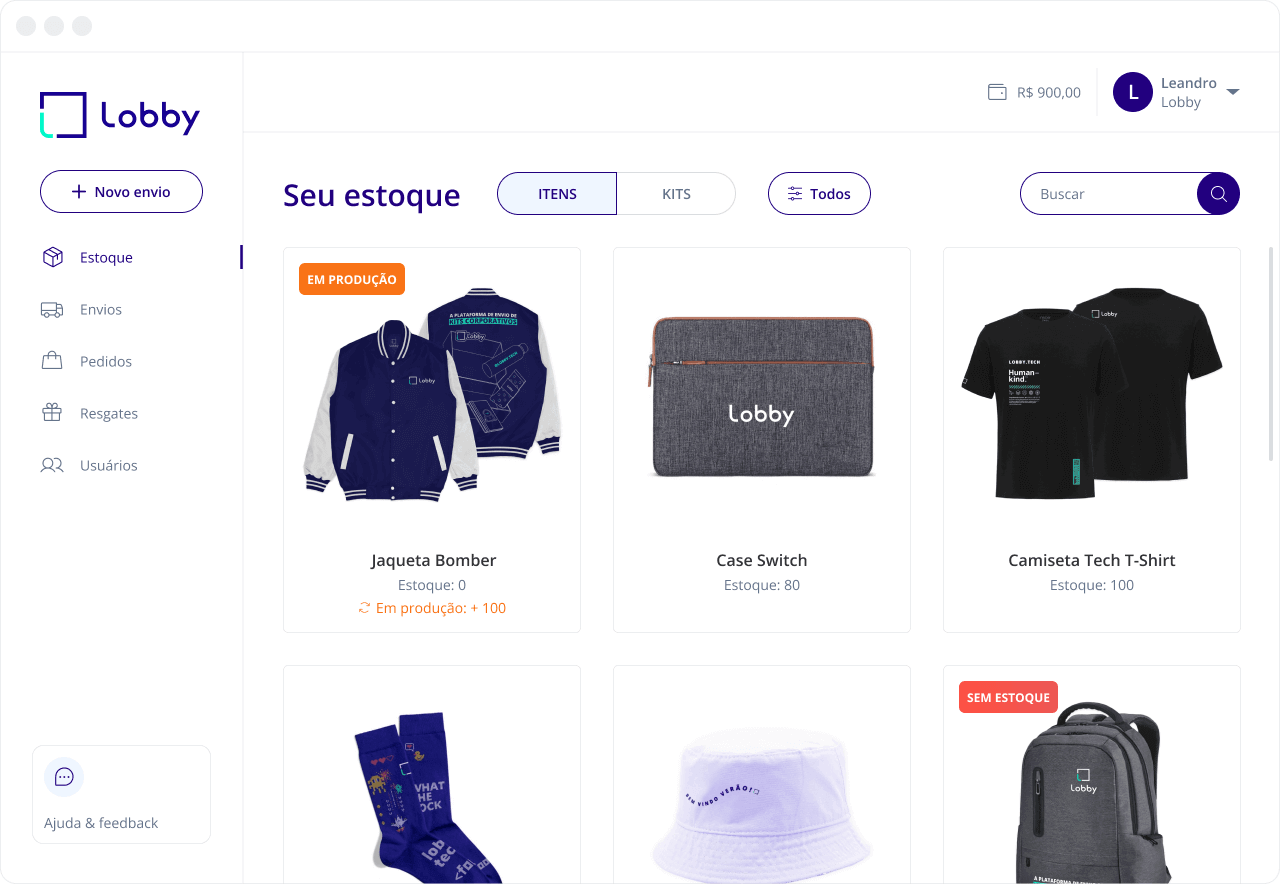 R$ 900,00
L
Leandro
Lobby
Lobby
Novo envio
Estoque
Envios
Pedidos
Resgates
Usuários
Ajuda & feedback
Seu estoque
ITENS
KITS
Todos
Buscar
EM PRODUÇÃO
A PLATAFORMA DE ENVIO DE
KITS CORPORATIVOS
Lobby
Lobby
Jaqueta Bomber
Estoque: 0
Em produção: + 100
Lobby
Case Switch
Estoque: 80
Lobby
LOBBY.TECH
Human—
kind.
Camiseta Tech T-Shirt
Estoque: 100
WHAT
THE
lob
tec
BEM VINDO VERÃO!
SEM ESTOQUE
Lobby